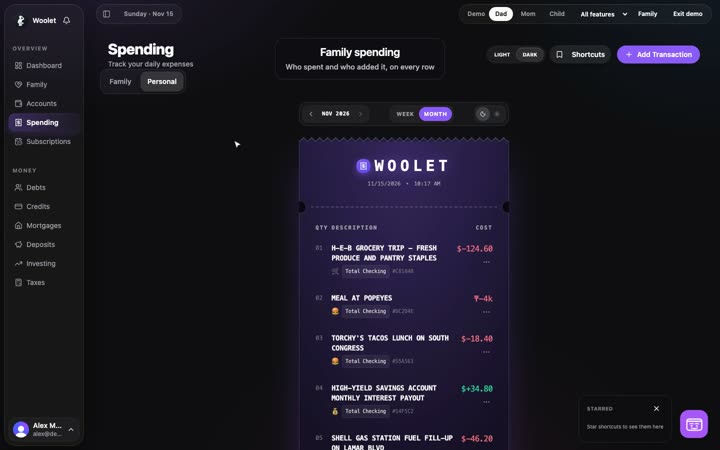 Woolet
Sunday · Nov 15
Demo Dad Mom Child All features Family Exit demo
OVERVIEW
Dashboard
Family
Accounts
Spending
Subscriptions
MONEY
Debts
Credits
Mortgages
Deposits
Investing
Taxes
Alex M...
alex@de...
Spending
Track your daily expenses
Family Personal
Family spending
Who spent and who added it, on every row
LIGHT DARK
Shortcuts
+ Add Transaction
NOV 2026
WEEK MONTH
WOOLET
11/15/2026 • 10:17 AM
QTY DESCRIPTION COST
01 H-E-B GROCERY TRIP – FRESH $-124.60
PRODUCE AND PANTRY STAPLES
Total Checking
02 MEAL AT POPEYES ₸-4k
Total Checking
03 TORCHY'S TACOS LUNCH ON SOUTH $-18.40
CONGRESS
Total Checking
04 HIGH-YIELD SAVINGS ACCOUNT $+34.80
MONTHLY INTEREST PAYOUT
Total Checking
05 SHELL GAS STATION FUEL FILL-UP $-46.20
ON LAMAR BLVD
STARRED
Star shortcuts to see them here